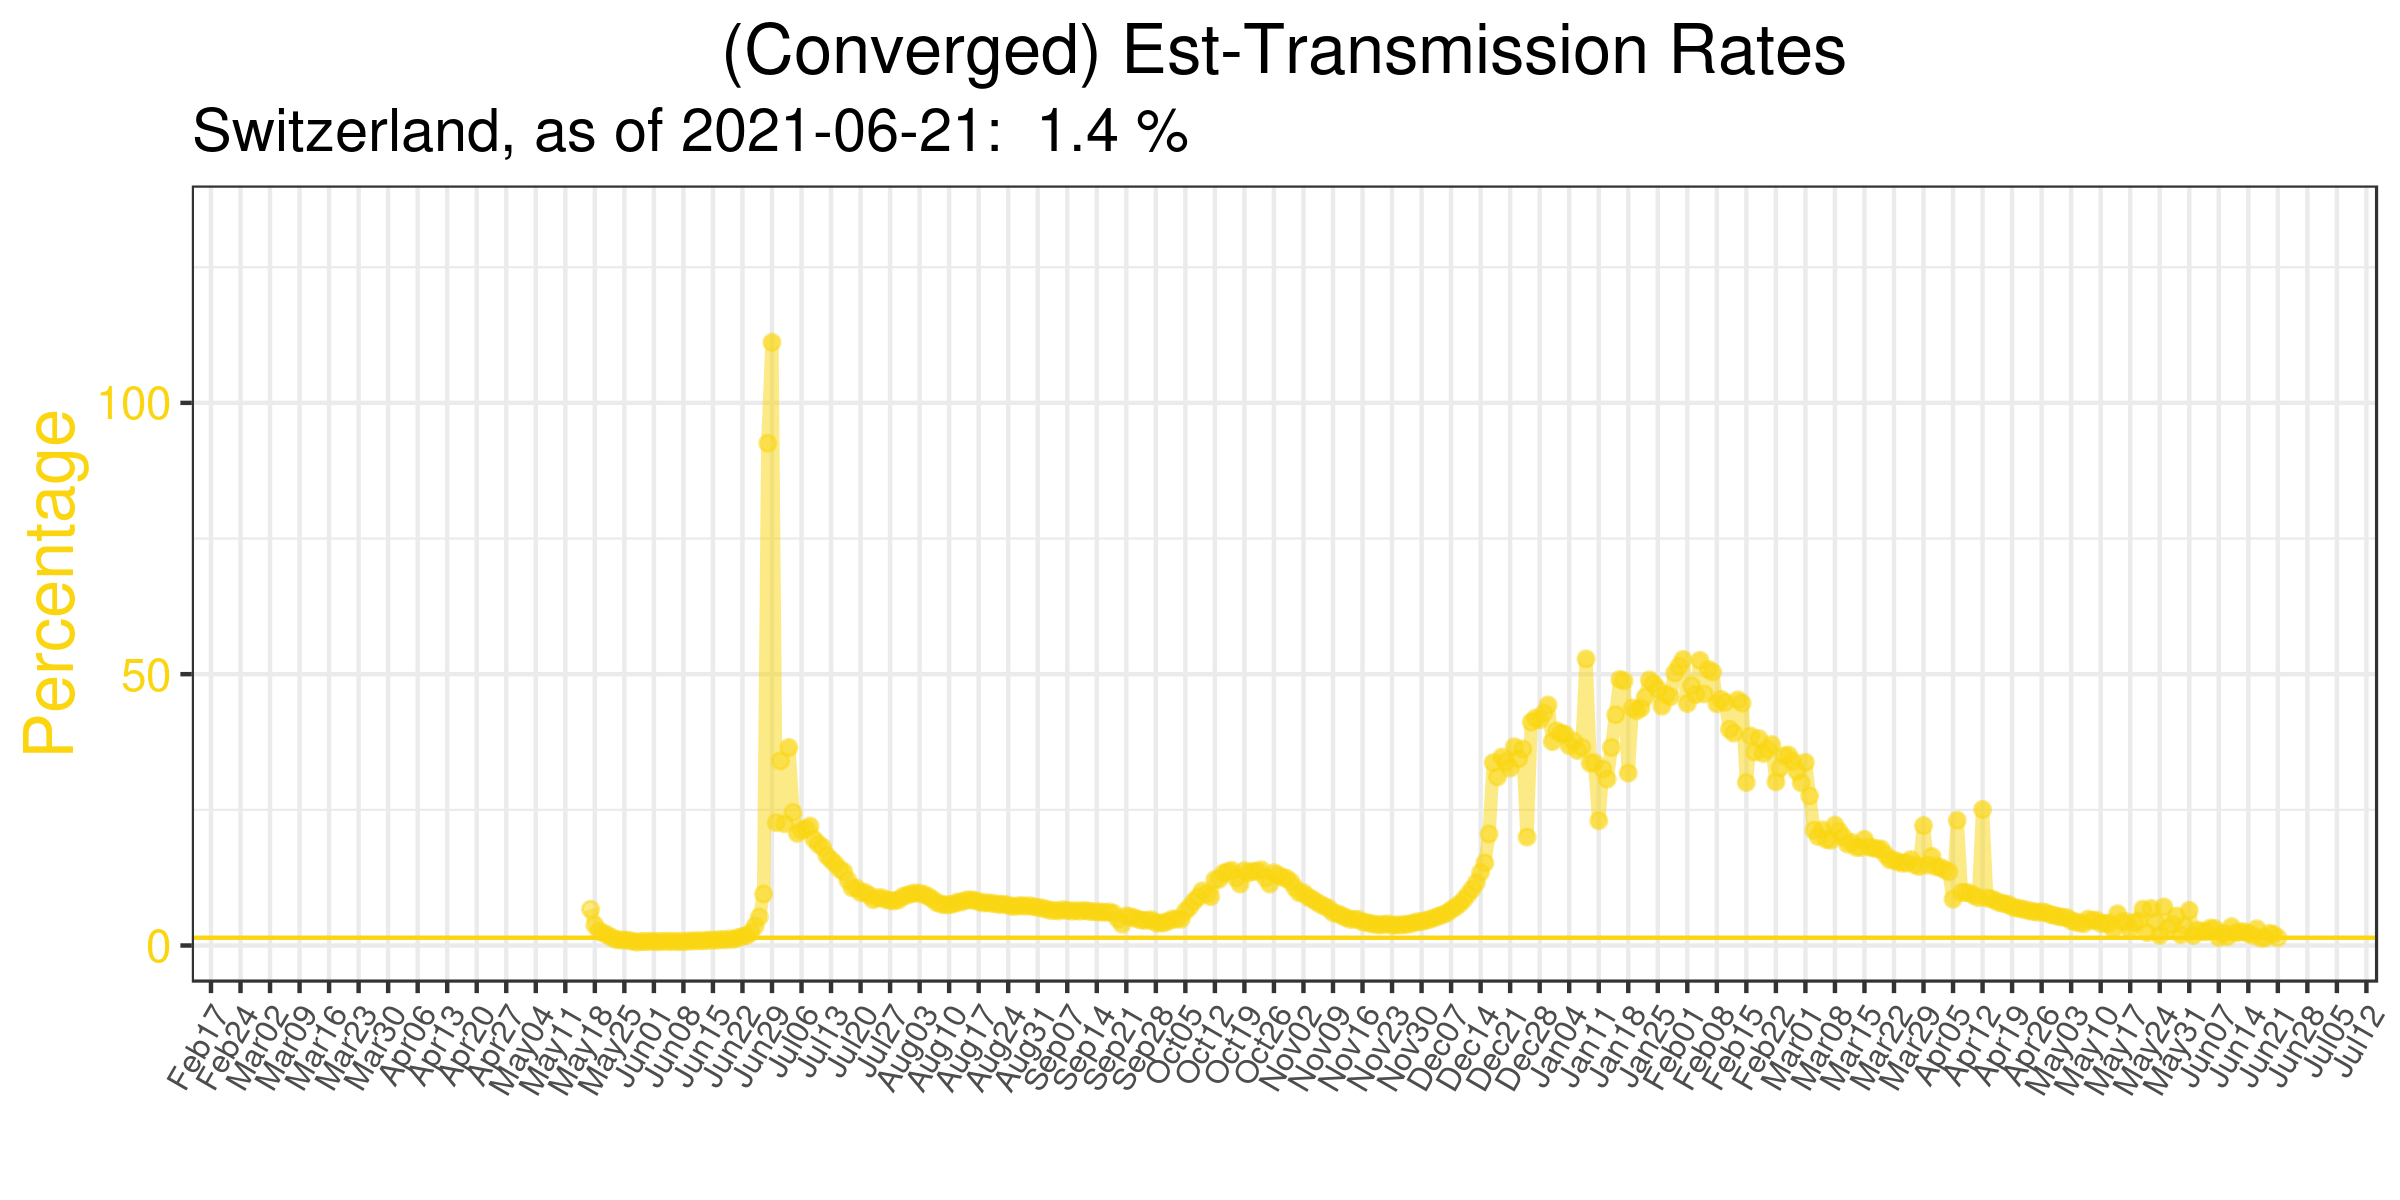 (Converged) Est-Transmission Rates
Switzerland, as of 2021-06-21: 1.4 %
Percentage
100
50
0
Feb17
Feb24
Mar02
Mar09
Mar16
Mar23
Mar30
Apr06
Apr13
Apr20
Apr27
May04
May11
May18
May25
Jun01
Jun08
Jun15
Jun22
Jun29
Jul06
Jul13
Jul20
Jul27
Aug03
Aug10
Aug17
Aug24
Aug31
Sep07
Sep14
Sep21
Sep28
Oct05
Oct12
Oct19
Oct26
Nov02
Nov09
Nov16
Nov23
Nov30
Dec07
Dec14
Dec21
Dec28
Jan04
Jan11
Jan18
Jan25
Feb01
Feb08
Feb15
Feb22
Mar01
Mar08
Mar15
Mar22
Mar29
Apr05
Apr12
Apr19
Apr26
May03
May10
May17
May24
May31
Jun07
Jun14
Jun21
Jun28
Jul05
Jul12